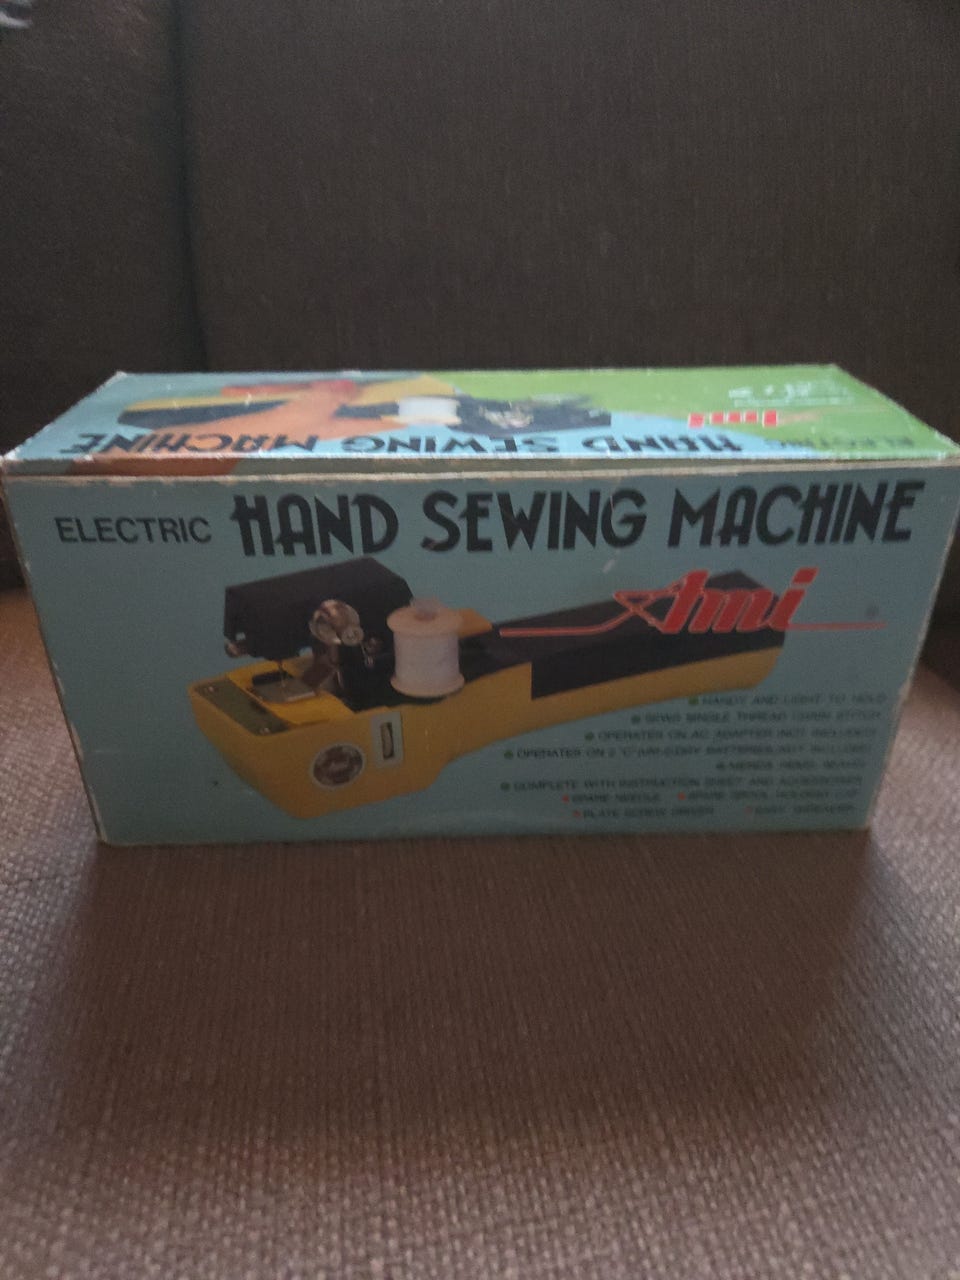 ELECTRIC HAND SEWING MACHINE
Ami
ELECTRIC HAND SEWING MACHINE
Ami
HANDY AND LIGHT TO HOLD
SEWS SINGLE THREAD CHAIN STITCH
OPERATES ON AC ADAPTER (NOT INCLUDED)
OPERATES ON 2 "C" (UM-2) DRY BATTERIES (NOT INCLUDED)
MENDS, HEMS, SEAMS
COMPLETE WITH INSTRUCTION SHEET AND ACCESSORIES
SPARE NEEDLE SPARE SPOOL HOLDING
PLATE SCREW DRIVER THREADER